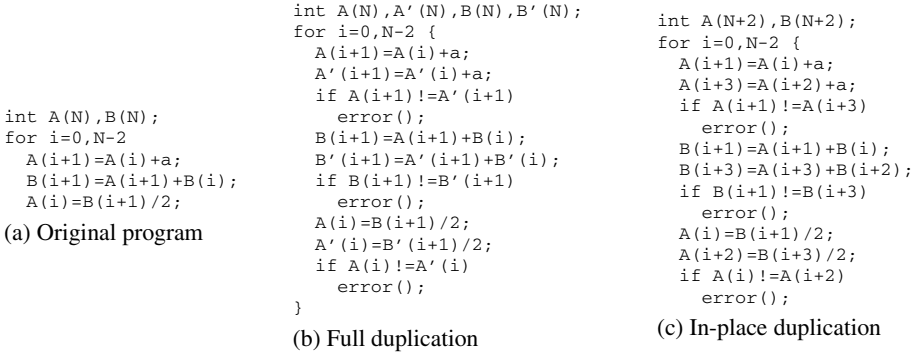 int A(N),B(N);
for i=0,N-2
A(i+1)=A(i)+a;
B(i+1)=A(i+1)+B(i);
A(i)=B(i+1)/2;
(a) Original program
int A(N),A′(N),B(N),B′(N);
for i=0,N-2 {
A(i+1)=A(i)+a;
A′(i+1)=A′(i)+a;
if A(i+1)!=A′(i+1)
error();
B(i+1)=A(i+1)+B(i);
B′(i+1)=A′(i+1)+B′(i);
if B(i+1)!=B′(i+1)
error();
A(i)=B(i+1)/2;
A′(i)=B′(i+1)/2;
if A(i)!=A′(i)
error();
}
(b) Full duplication
int A(N+2),B(N+2);
for i=0,N-2 {
A(i+1)=A(i)+a;
A(i+3)=A(i+2)+a;
if A(i+1)!=A(i+3)
error();
B(i+1)=A(i+1)+B(i);
B(i+3)=A(i+3)+B(i+2);
if B(i+1)!=B(i+3)
error();
A(i)=B(i+1)/2;
A(i+2)=B(i+3)/2;
if A(i)!=A(i+2)
error();
(c) In-place duplication